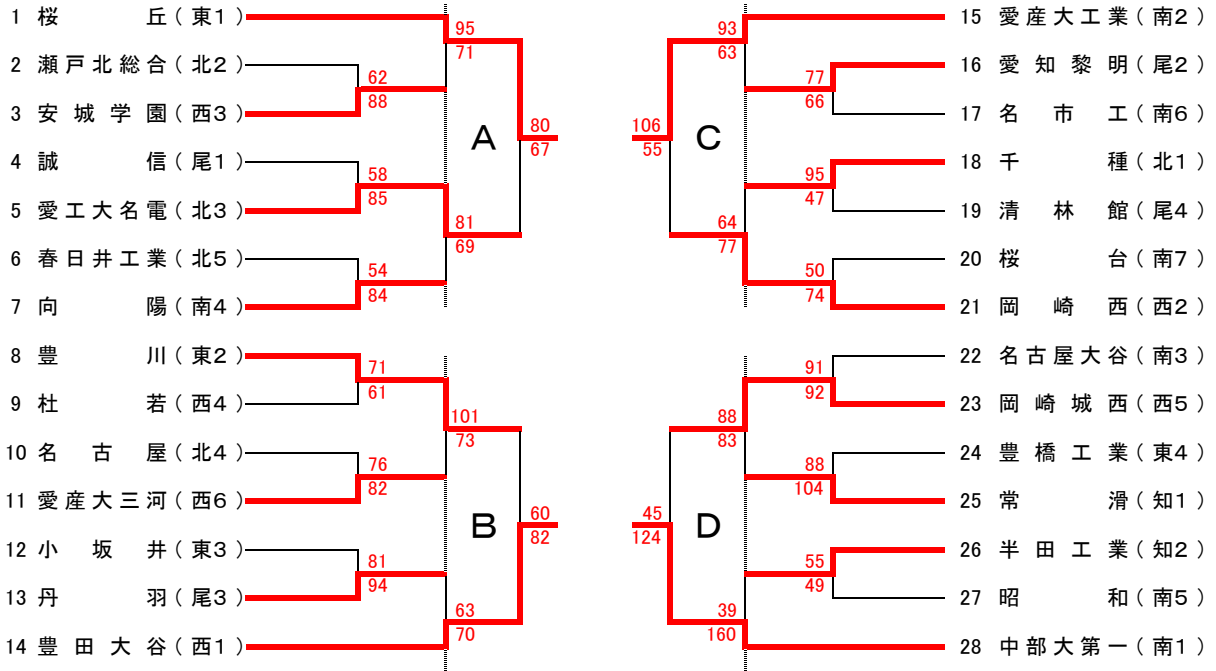 1 桜丘(東1)
2 瀬戸北総合(北2)
3 安城学園(西3)
4 誠信(尾1)
5 愛工大名電(北3)
6 春日井工業(北5)
7 向陽(南4)
8 豊川(東2)
9 杜若(西4)
10 名古屋(北4)
11 愛産大三河(西6)
12 小坂井(東3)
13 丹羽(尾3)
14 豊田大谷(西1)
62
88
58
85
54
84
71
61
76
82
81
94
95
71
81
69
101
73
63
70
A
80
67
B
60
82
C
106
55
D
45
124
93
63
64
77
88
83
39
160
77
66
95
47
50
74
91
92
88
104
55
49
15 愛産大工業(南2)
16 愛知黎明(尾2)
17 名市工(南6)
18 千種(北1)
19 清林館(尾4)
20 桜台(南7)
21 岡崎西(西2)
22 名古屋大谷(南3)
23 岡崎城西(西5)
24 豊橋工業(東4)
25 常滑(知1)
26 半田工業(知2)
27 昭和(南5)
28 中部大第一(南1)